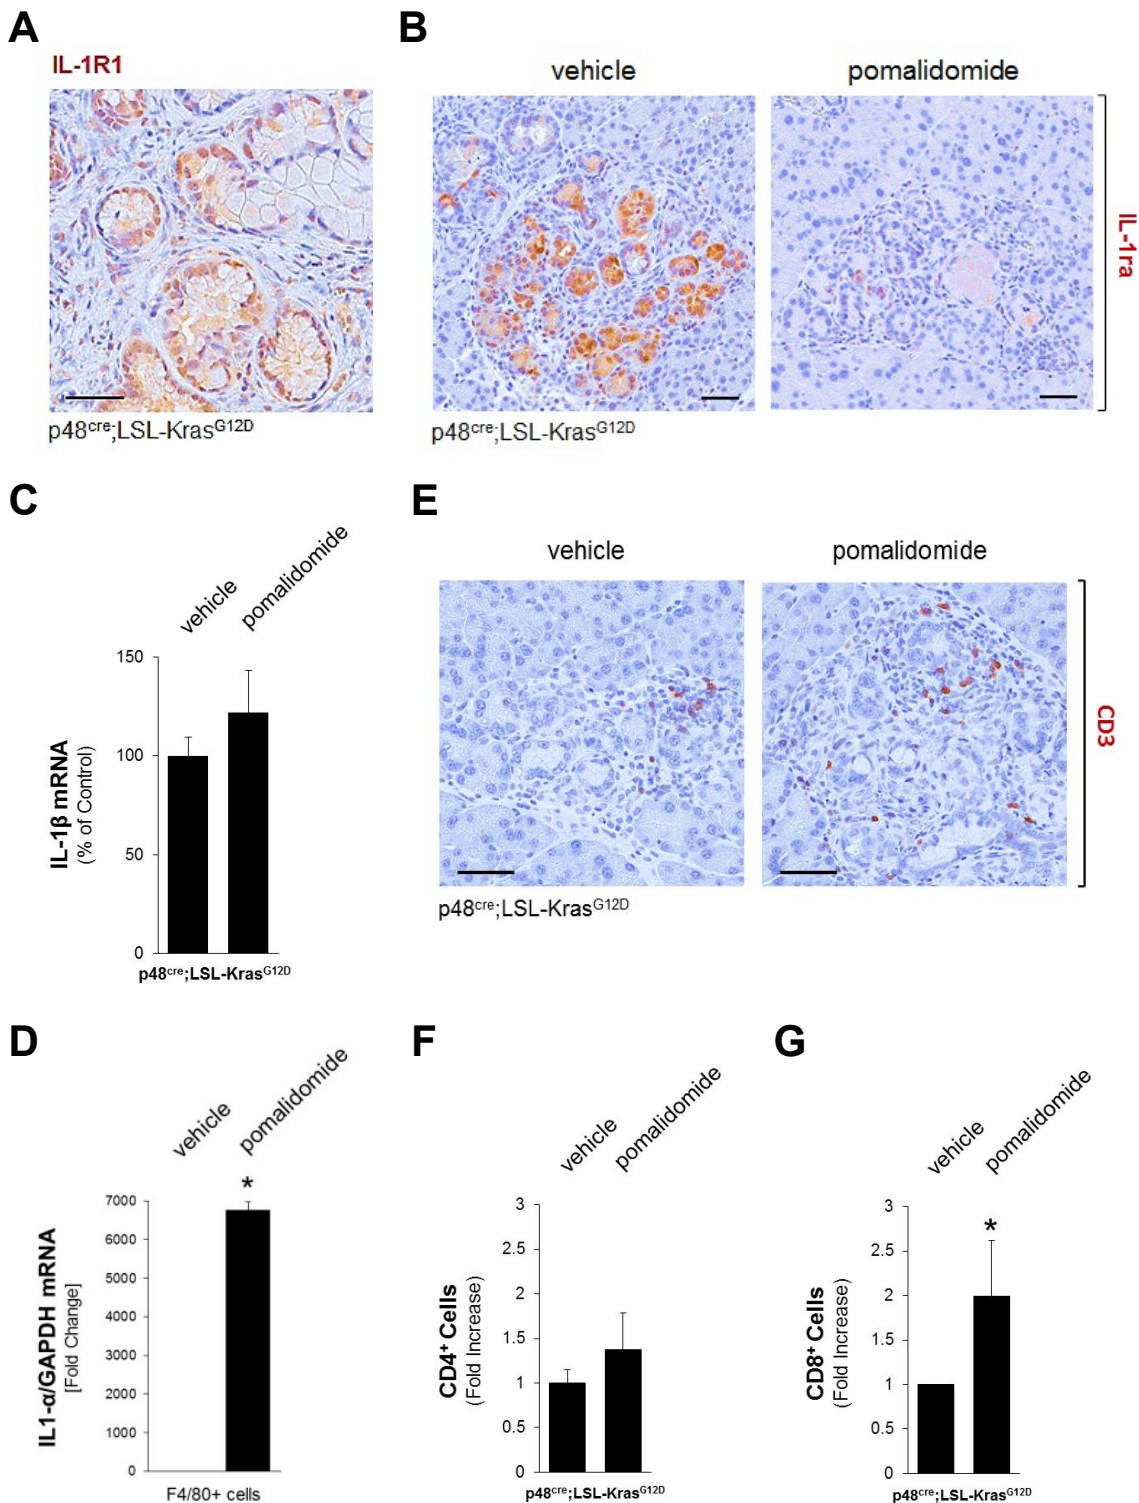 A
IL-1R1
p48cre;LSL-KrasG12D
B
vehicle
pomalidomide
IL-1ra
p48cre;LSL-KrasG12D
C
vehicle
pomalidomide
IL-1β mRNA
(% of Control)
150
100
50
0
p48cre;LSL-KrasG12D
E
vehicle
pomalidomide
CD3
p48cre;LSL-KrasG12D
D
vehicle
pomalidomide
*
IL1-α/GAPDH mRNA
[Fold Change]
7000
6000
5000
4000
3000
2000
1000
0
F4/80+ cells
F
vehicle
pomalidomide
CD4+ Cells
(Fold Increase)
3
2.5
2
1.5
1
0.5
0
p48cre;LSL-KrasG12D
G
vehicle
pomalidomide
*
CD8+ Cells
(Fold Increase)
3
2.5
2
1.5
1
0.5
0
p48cre;LSL-KrasG12D